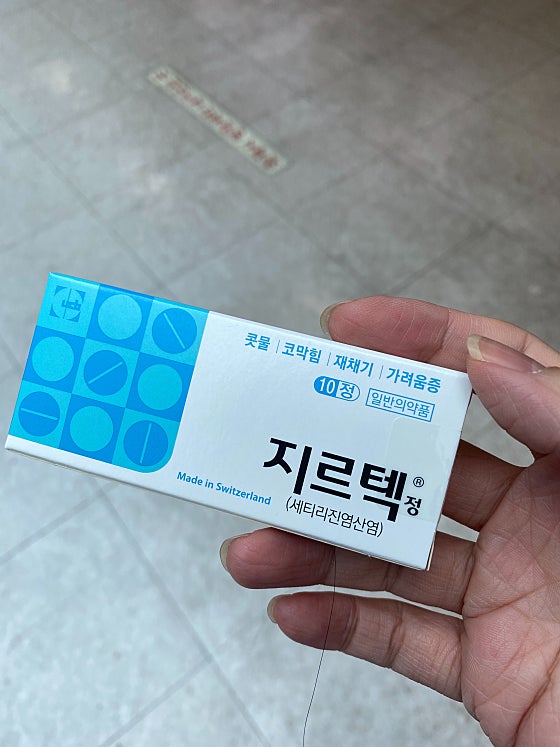 ucb
콧물 | 코막힘 | 재채기 | 가려움증
10정 일반의약품
지르텍®정
(세티리진염산염)
Made in Switzerland